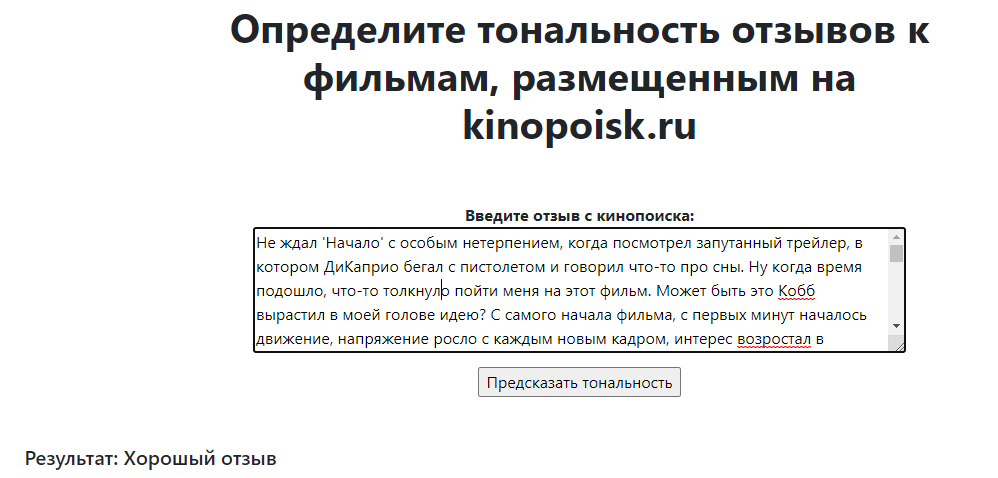 Определите тональность отзывов к
фильмам, размещенным на
kinopoisk.ru
Введите отзыв с кинопоиска:
Не ждал 'Начало' с особым нетерпением, когда посмотрел запутанный трейлер, в
котором ДиКаприо бегал с пистолетом и говорил что-то про сны. Ну когда время
подошло, что-то толкнуло пойти меня на этот фильм. Может быть это Кобб
вырастил в моей голове идею? С самого начала фильма, с первых минут началось
движение, напряжение росло с каждым новым кадром, интерес возростал в
Предсказать тональность
Результат: Хорошый отзыв